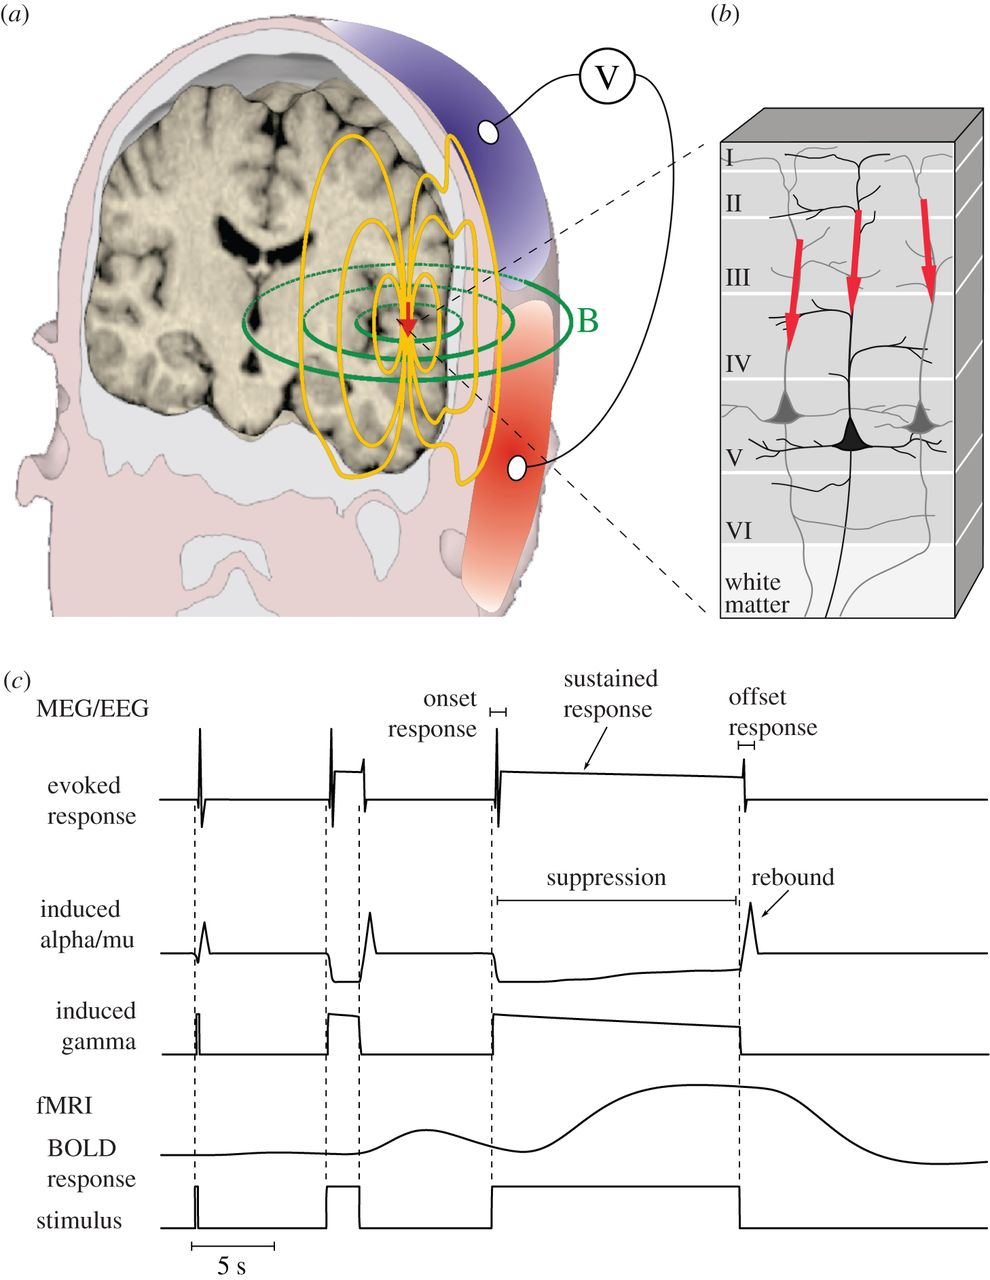 (a)
V
B
(b)
I
II
III
IV
V
VI
white
matter
(c)
MEG/EEG
onset
response
sustained
response
offset
response
evoked
response
suppression
rebound
induced
alpha/mu
induced
gamma
fMRI
BOLD
response
stimulus
5 s